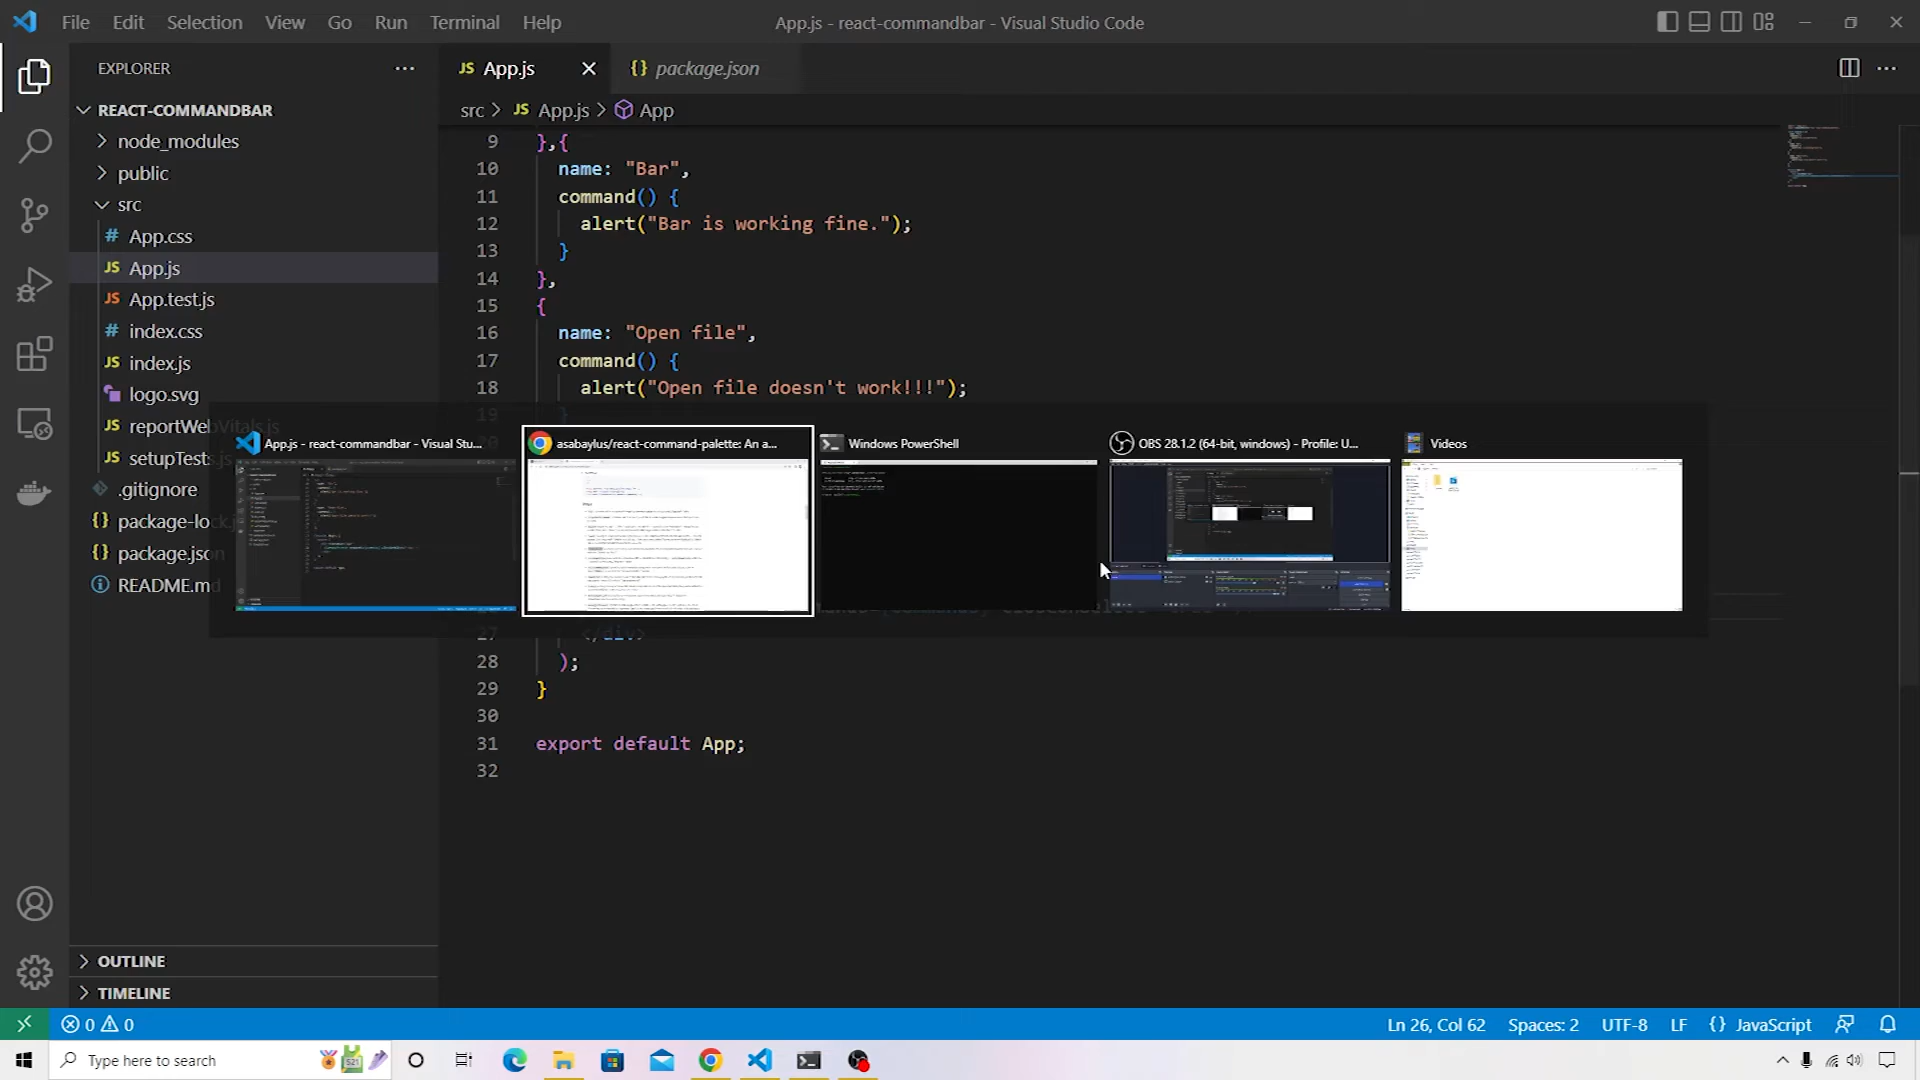 File Edit Selection View Go Run Terminal Help
App.js - react-commandbar - Visual Studio Code
EXPLORER
REACT-COMMANDBAR
node_modules
public
src
App.css
App.js
App.test.js
index.css
index.js
logo.svg
reportWebVitals.js
setupTests.js
.gitignore
package-lock.j
package.json
README.md
OUTLINE
TIMELINE
JS App.js
{} package.json
src > JS App.js > App
9 },{
10 name: "Bar",
11 command() {
12 alert("Bar is working fine.");
13 }
14 },
15 {
16 name: "Open file",
17 command() {
18 alert("Open file doesn't work!!!");
19 }
App.js - react-commandbar - Visual Stu...
asabaylus/react-command-palette: An a...
Windows PowerShell
OBS 28.1.2 (64-bit, windows) - Profile: U...
Videos
27 </div>
28 );
29 }
30
31 export default App;
32
0 0
Ln 26, Col 62 Spaces: 2 UTF-8 LF {} JavaScript
Type here to search